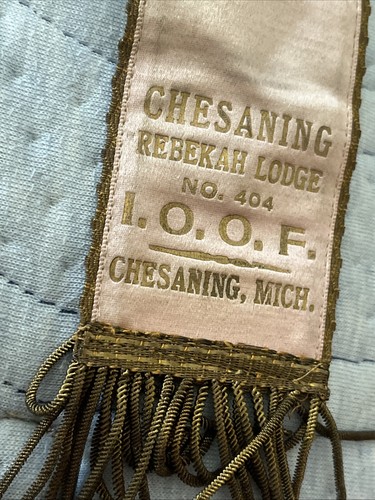 CHESANING
REBEKAH LODGE
NO. 404
I.O.O.F.
CHESANING, MICH.